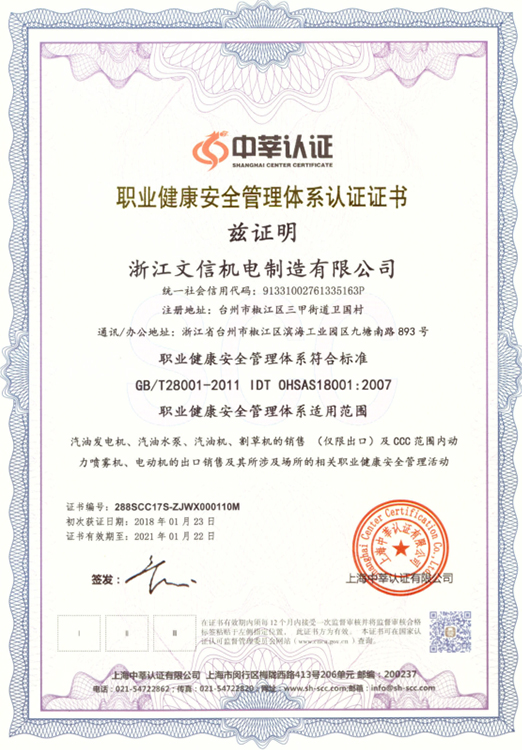 中莘认证
SHANGHAI CENTER CERTIFICATE
职业健康安全管理体系认证证书
兹证明
浙江文信机电制造有限公司
统一社会信用代码：91331002761335163P
注册地址：台州市椒江区三甲街道卫国村
通讯/办公地址：浙江省台州市椒江区滨海工业园区九塘南路 893 号
职业健康安全管理体系符合标准
GB/T28001-2011 IDT OHSAS18001:2007
职业健康安全管理体系适用范围
汽油发电机、汽油水泵、汽油机、割草机的销售 （仅限出口）及 CCC 范围内动
力喷雾机、电动机的出口销售及其所涉及场所的相关职业健康安全管理活动
证书编号：288SCC17S-ZJWX000110M
初次获证日期：2018 年 01 月 23 日
证书有效期至：2021 年 01 月 22 日
签发：
Shanghai Center Certification Co., Ltd
上海中莘认证有限公司
上海中莘认证有限公司
I II III
在证书有效期内须每 12 个月内接受一次监督审核并将监督审核合格
标签粘贴于左侧指定位置，此证书方为有效。本证书可在国家认
证认可监督管理委员会网站（www.cnca.gov.cn）查询。
上海中莘认证有限公司 上海市闵行区梅陇西路413号206单元 邮编：200237
电话：021-54722862；传真：021-54722820；网址：www.sh-scc.com；邮箱：info@sh-scc.com